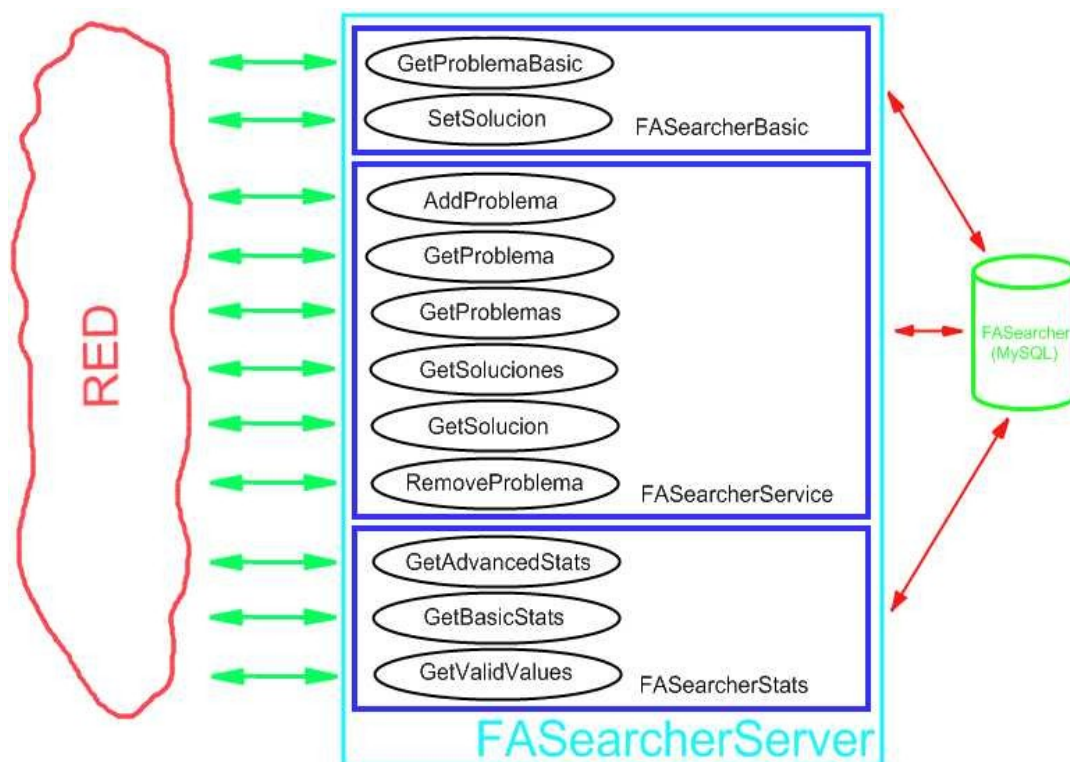 RED
GetProblemaBasic
SetSolucion
FASearcherBasic
AddProblema
GetProblema
GetProblemas
GetSoluciones
GetSolucion
RemoveProblema
FASearcherService
GetAdvancedStats
GetBasicStats
GetValidValues
FASearcherStats
FASearcherServer
FASearcher
(MySQL)